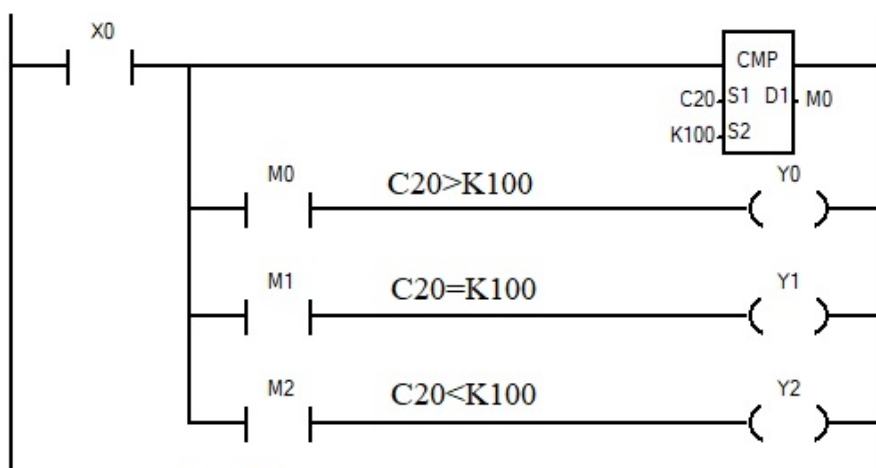 X0
CMP
C20 S1 D1 M0
K100 S2
M0 C20>K100 Y0
M1 C20=K100 Y1
M2 C20<K100 Y2